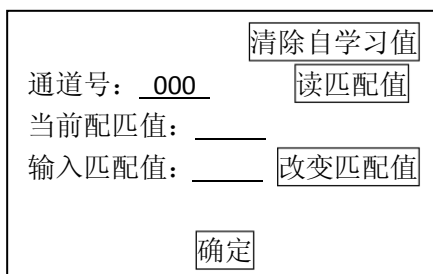 清除自学习值
通道号：000 读匹配值
当前配匹值：
输入匹配值： 改变匹配值
确定